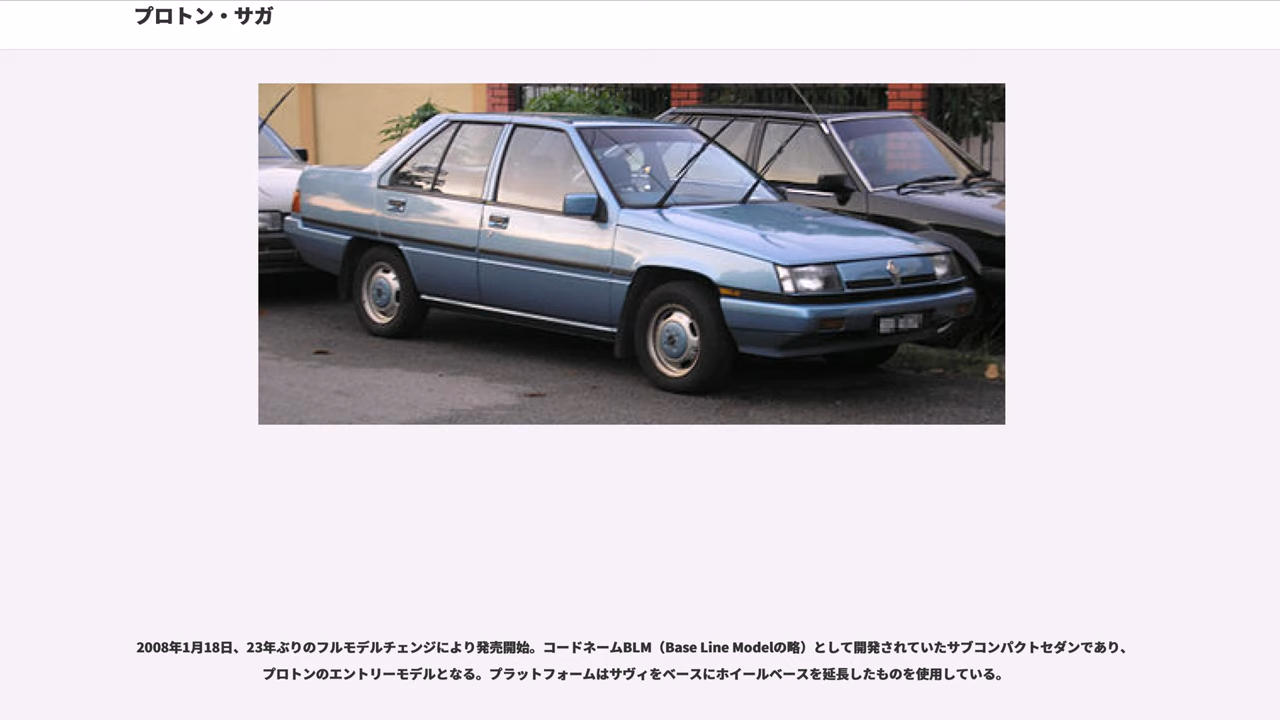 プロトン・サガ
2008年1月18日、23年ぶりのフルモデルチェンジにより発売開始。コードネームBLM（Base Line Modelの略）として開発されていたサブコンパクトセダンであり、
プロトンのエントリーモデルとなる。プラットフォームはサヴィをベースにホイールベースを延長したものを使用している。